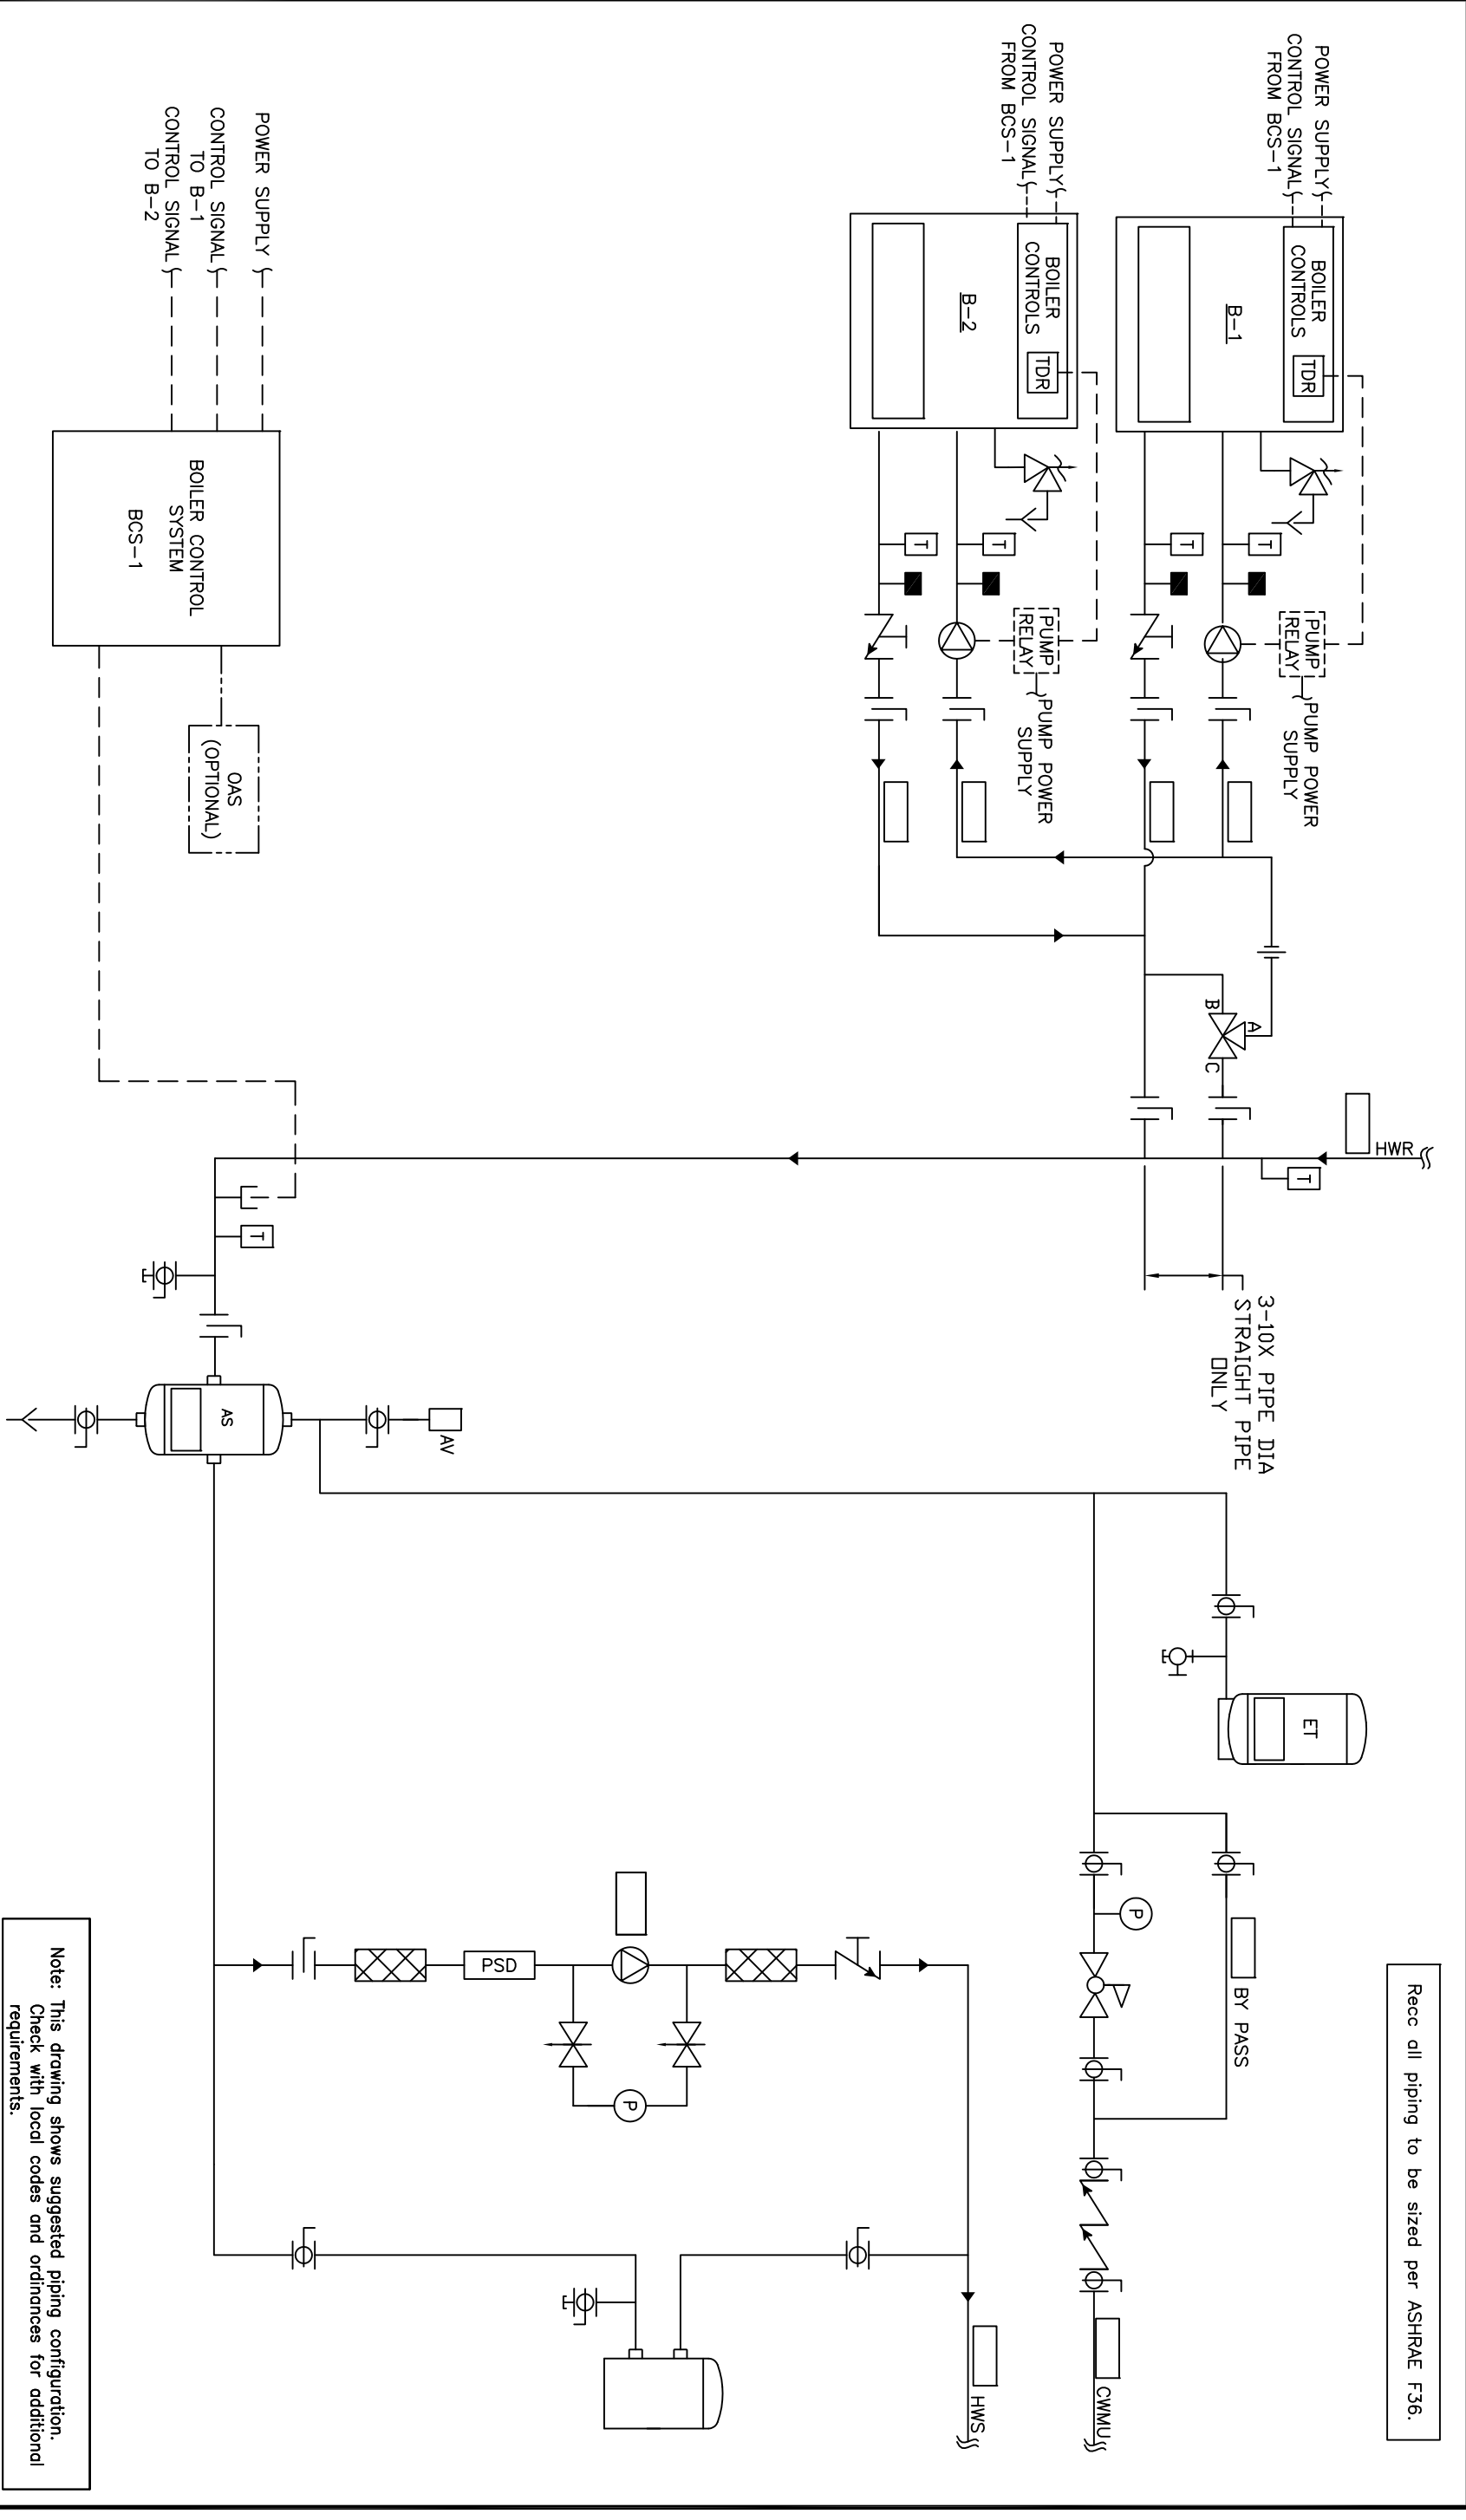 POWER SUPPLY
CONTROL SIGNAL
FROM BCS-1
BOILER
CONTROLS
TDR
B-1
T
T
PUMP
RELAY
PUMP POWER
SUPPLY
POWER SUPPLY
CONTROL SIGNAL
FROM BCS-1
BOILER
CONTROLS
TDR
B-2
T
T
PUMP
RELAY
PUMP POWER
SUPPLY
A
B
C
HWR
T
3-10X PIPE DIA
STRAIGHT PIPE
ONLY
POWER SUPPLY
CONTROL SIGNAL
TO B-1
CONTROL SIGNAL
TO B-2
BOILER CONTROL
SYSTEM
BCS-1
OAS
(OPTIONAL)
T
AS
AV
ET
P
BY PASS
PSD
P
HWS
CWMU
Recc all piping to be sized per ASHRAE F36.
Note: This drawing shows suggested piping configuration.
Check with local codes and ordinances for additional
requirements.